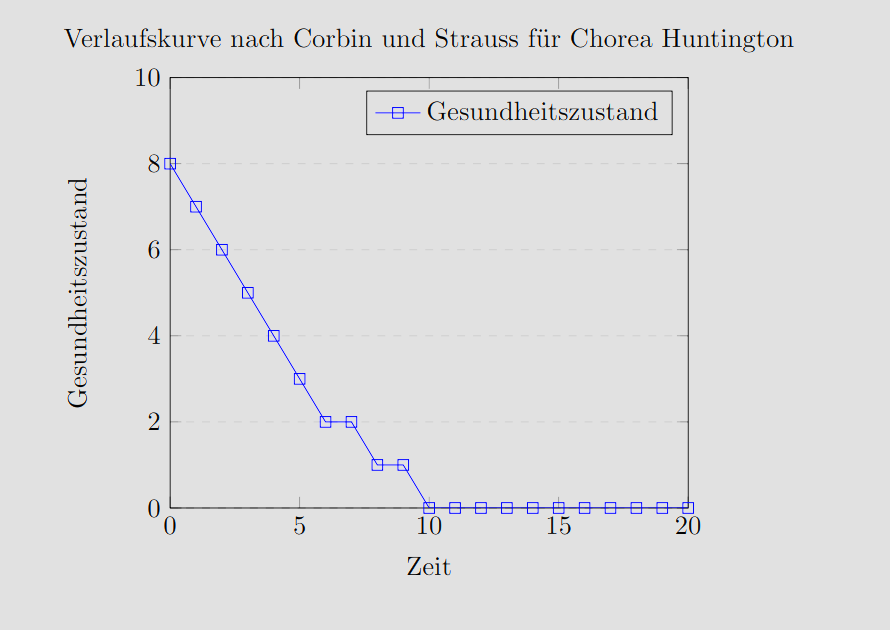 Verlaufskurve nach Corbin und Strauss für Chorea Huntington
10
Gesundheitszustand
8
6
4
2
0
Gesundheitszustand
0 5 10 15 20
Zeit